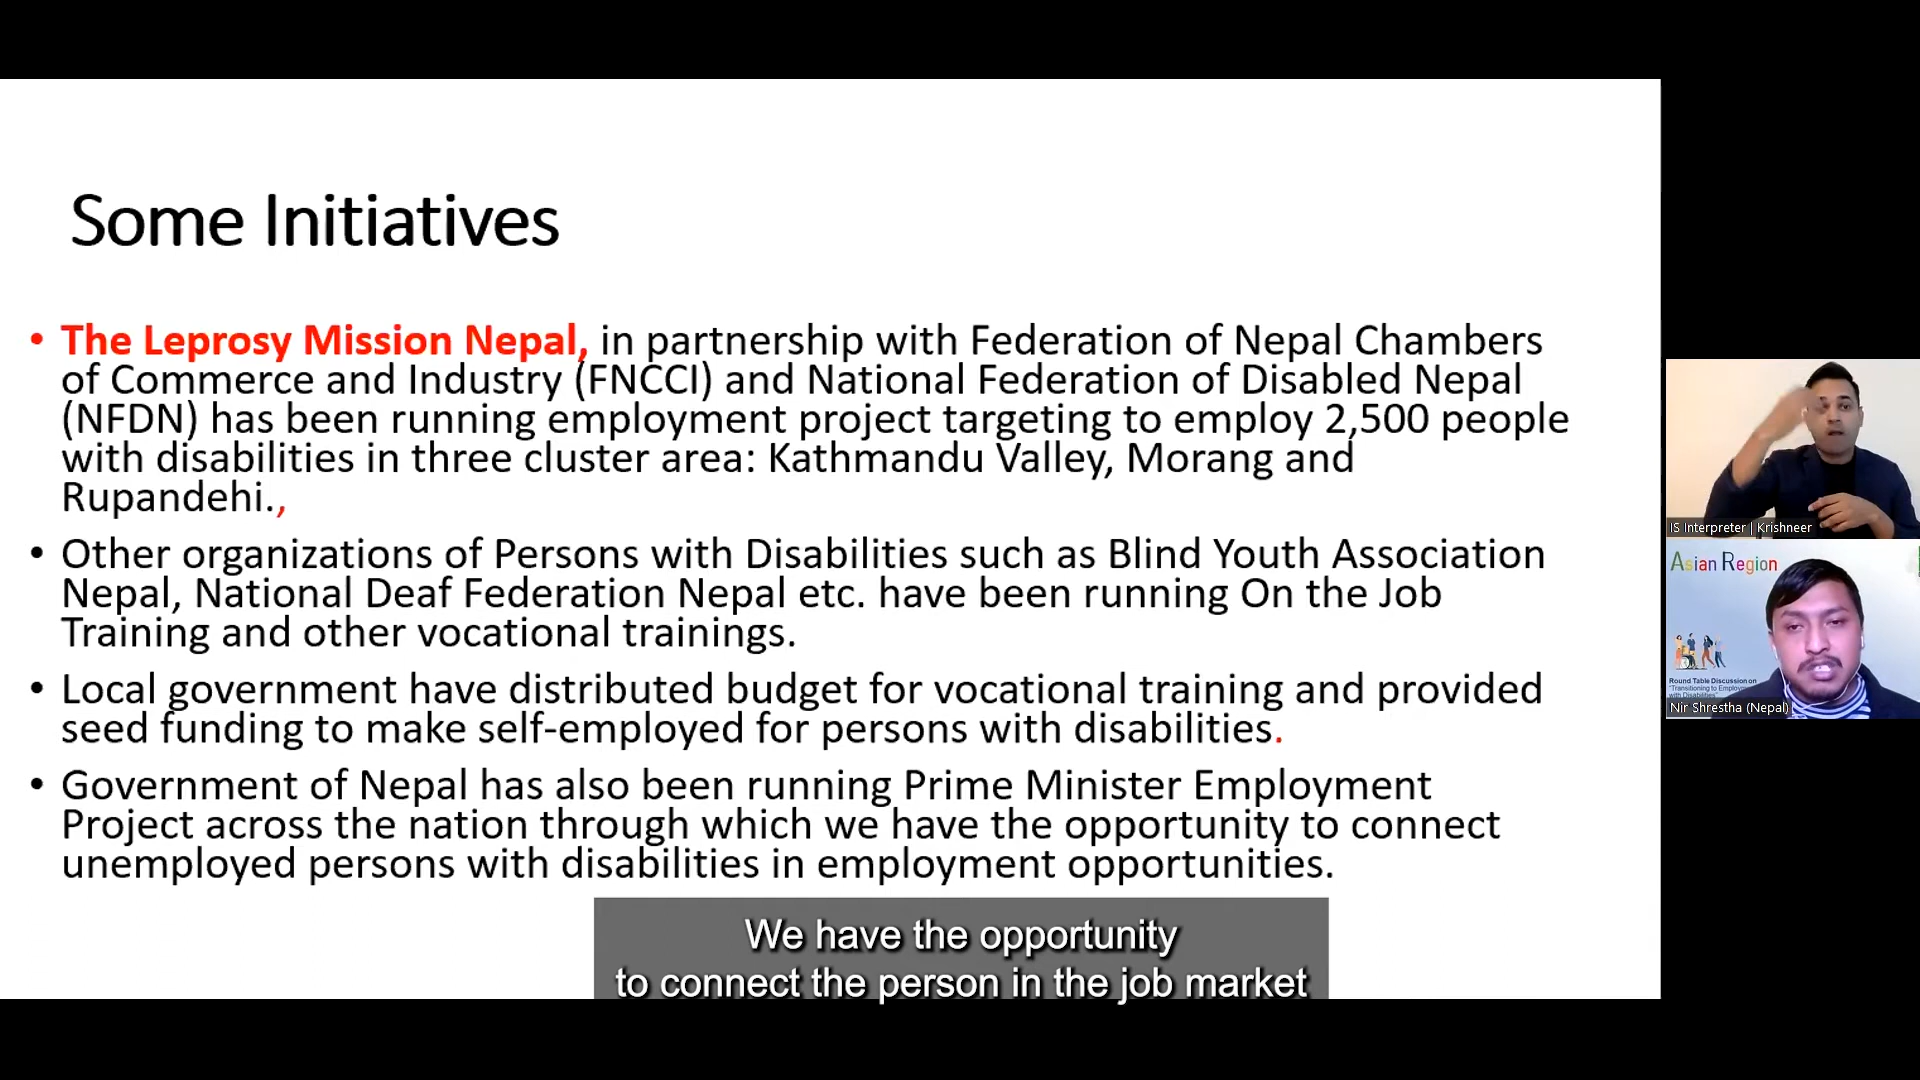 Some Initiatives
• The Leprosy Mission Nepal, in partnership with Federation of Nepal Chambers
of Commerce and Industry (FNCCI) and National Federation of Disabled Nepal
(NFDN) has been running employment project targeting to employ 2,500 people
with disabilities in three cluster area: Kathmandu Valley, Morang and
Rupandehi.,
• Other organizations of Persons with Disabilities such as Blind Youth Association
Nepal, National Deaf Federation Nepal etc. have been running On the Job
Training and other vocational trainings.
• Local government have distributed budget for vocational training and provided
seed funding to make self-employed for persons with disabilities.
• Government of Nepal has also been running Prime Minister Employment
Project across the nation through which we have the opportunity to connect
unemployed persons with disabilities in employment opportunities.
We have the opportunity
to connect the person in the job market
IS Interpreter | Krishneer
Asian Region
Round Table Discussion on
"Transitioning to
with Disabilities"
Nir Shrestha (Nepal)